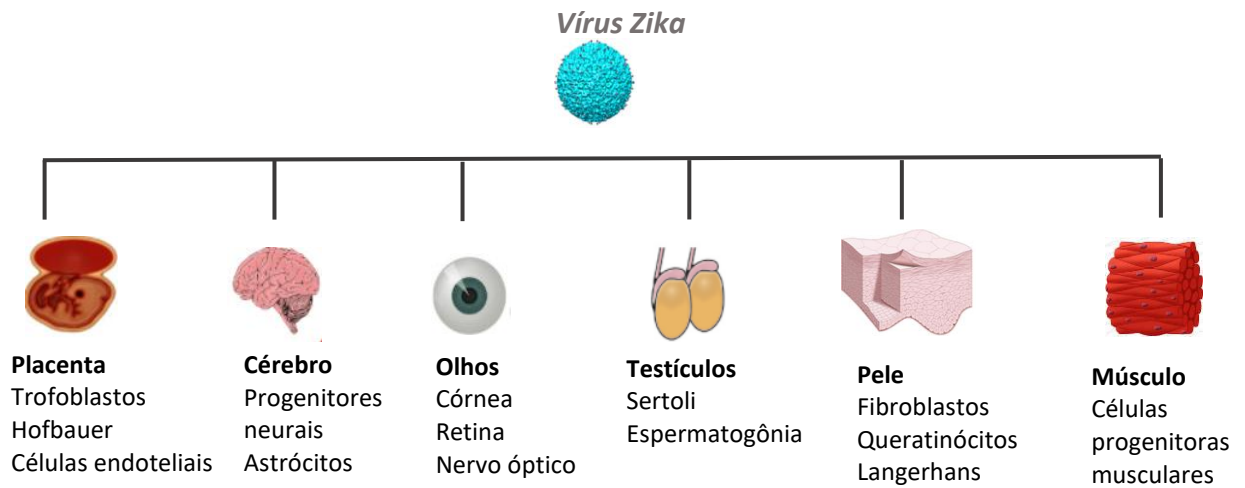 Vírus Zika
Placenta
Trofoblastos
Hofbauer
Células endoteliais
Cérebro
Progenitores
neurais
Astrócitos
Olhos
Córnea
Retina
Nervo óptico
Testículos
Sertoli
Espermatogônia
Pele
Fibroblastos
Queratinócitos
Langerhans
Músculo
Células
progenitoras
musculares